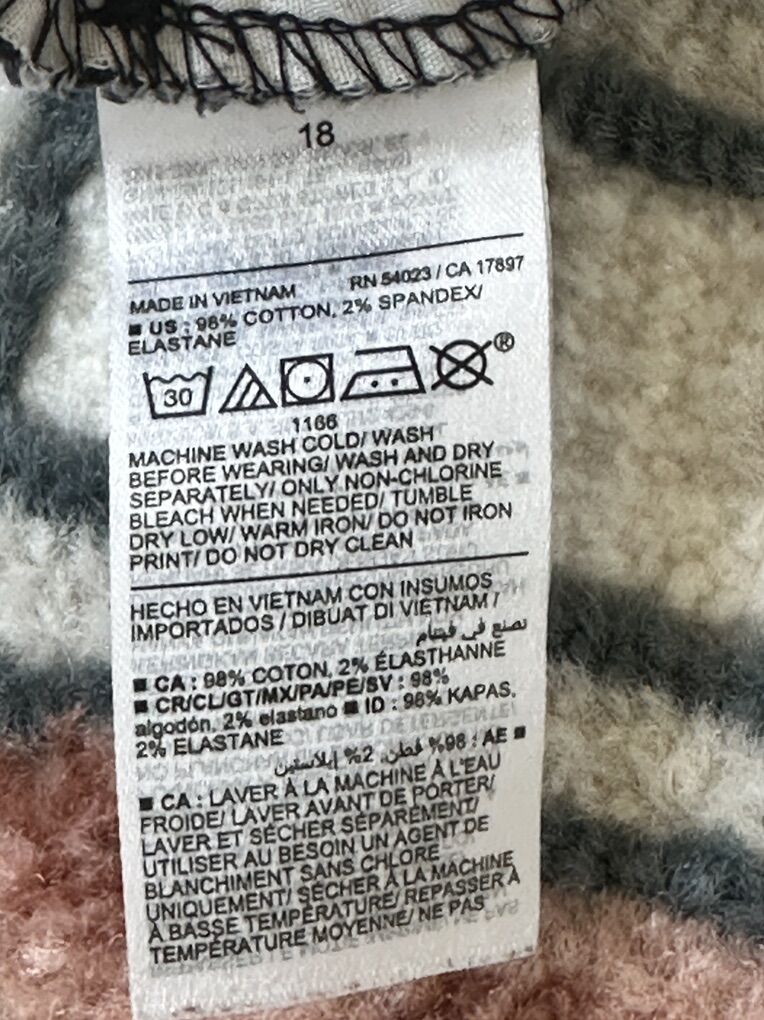 18
MADE IN VIETNAM RN 54023 / CA 17897
■ US : 98% COTTON, 2% SPANDEX/
ELASTANE
30
®
1166
MACHINE WASH COLD/ WASH
BEFORE WEARING/ WASH AND DRY
SEPARATELY/ ONLY NON-CHLORINE
BLEACH WHEN NEEDED/ TUMBLE
DRY LOW/ WARM IRON/ DO NOT IRON
PRINT/ DO NOT DRY CLEAN
HECHO EN VIETNAM CON INSUMOS
IMPORTADOS / DIBUAT DI VIETNAM /
تصنع في فيتنام
■ CA : 98% COTON, 2% ÉLASTHANNE
■ CR/CL/GT/MX/PA/PE/SV : 98%
algodón, 2% elastano ■ ID : 98% KAPAS,
2% ELASTANE
■ AE : 98% قطن, 2% إيلاستين
■ CA : LAVER À LA MACHINE À L'EAU
FROIDE/ LAVER AVANT DE PORTER/
LAVER ET SÉCHER SÉPARÉMENT/
UTILISER AU BESOIN UN AGENT DE
BLANCHIMENT SANS CHLORE
UNIQUEMENT/ SÉCHER À LA MACHINE
À BASSE TEMPÉRATURE/ REPASSER À
TEMPÉRATURE MOYENNE/ NE PAS